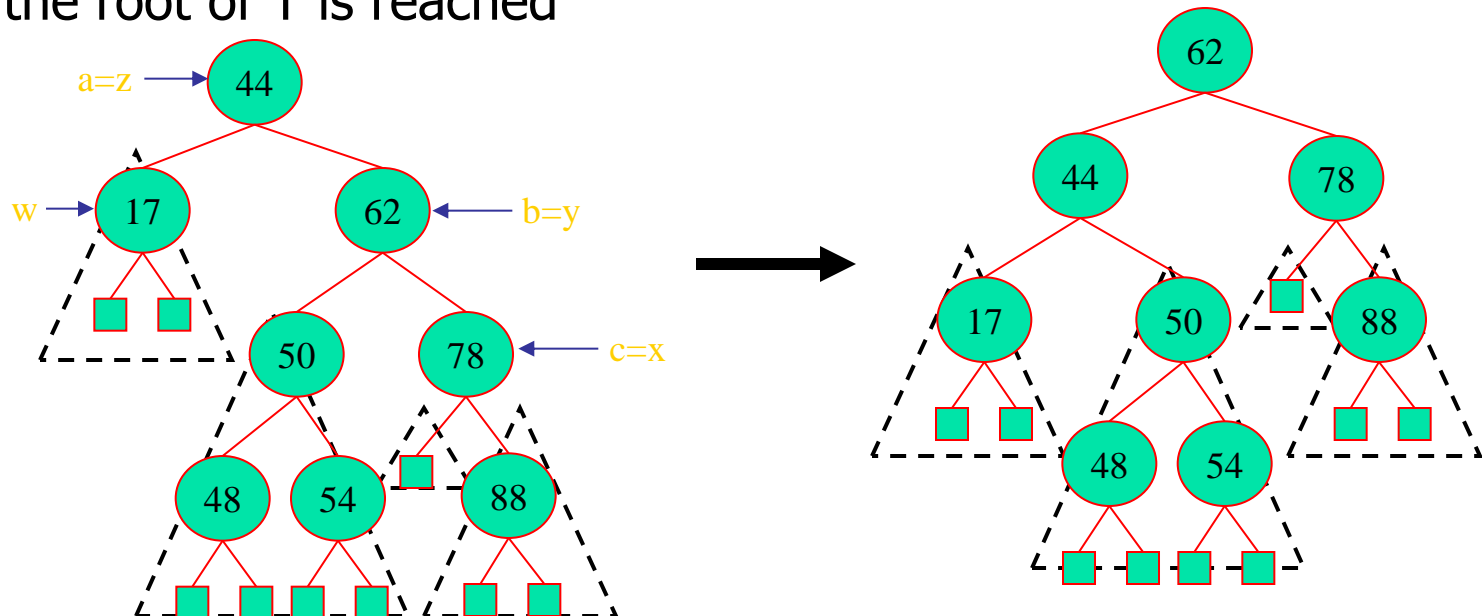 the root of T is reached
62
a=z 44
44 78
w 17 62 b=y
17 50 88
50 78 c=x
48 54
48 54 88